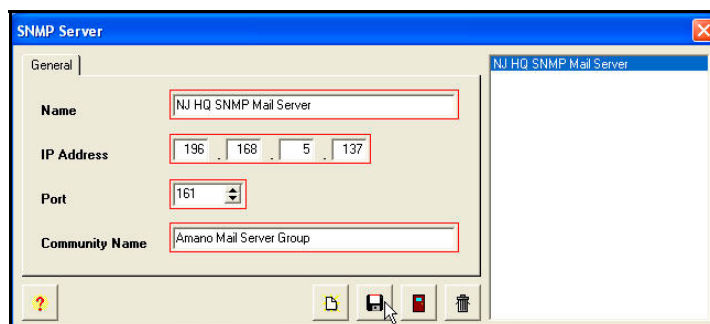 SNMP Server
General
NJ HQ SNMP Mail Server
Name
NJ HQ SNMP Mail Server
IP Address
196 . 168 . 5 . 137
Port
161
Community Name
Amano Mail Server Group
?